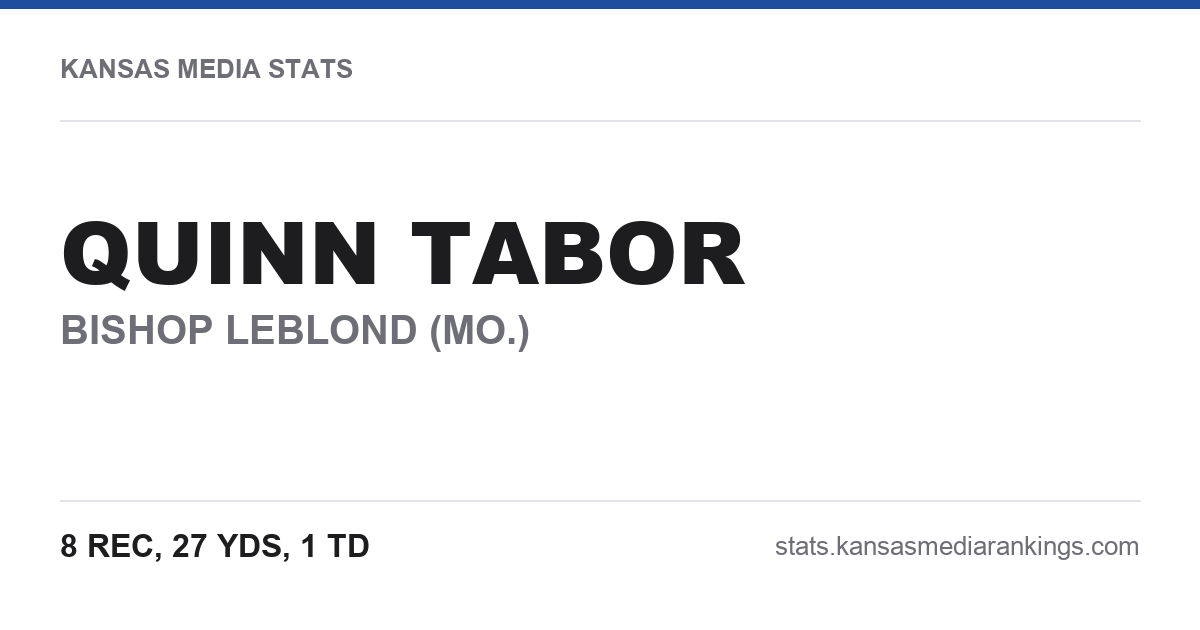 KANSAS MEDIA STATS
QUINN TABOR
BISHOP LEBLOND (MO.)
8 REC, 27 YDS, 1 TD
stats.kansasmediarankings.com